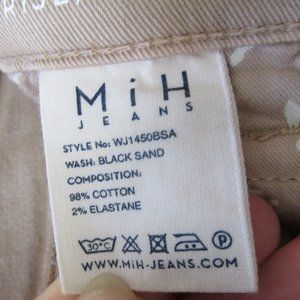 MiH
JEANS
STYLE No: WJ1450BSA
WASH: BLACK SAND
COMPOSITION:
98% COTTON
2% ELASTANE
30°C P
WWW.MiH-JEANS.COM